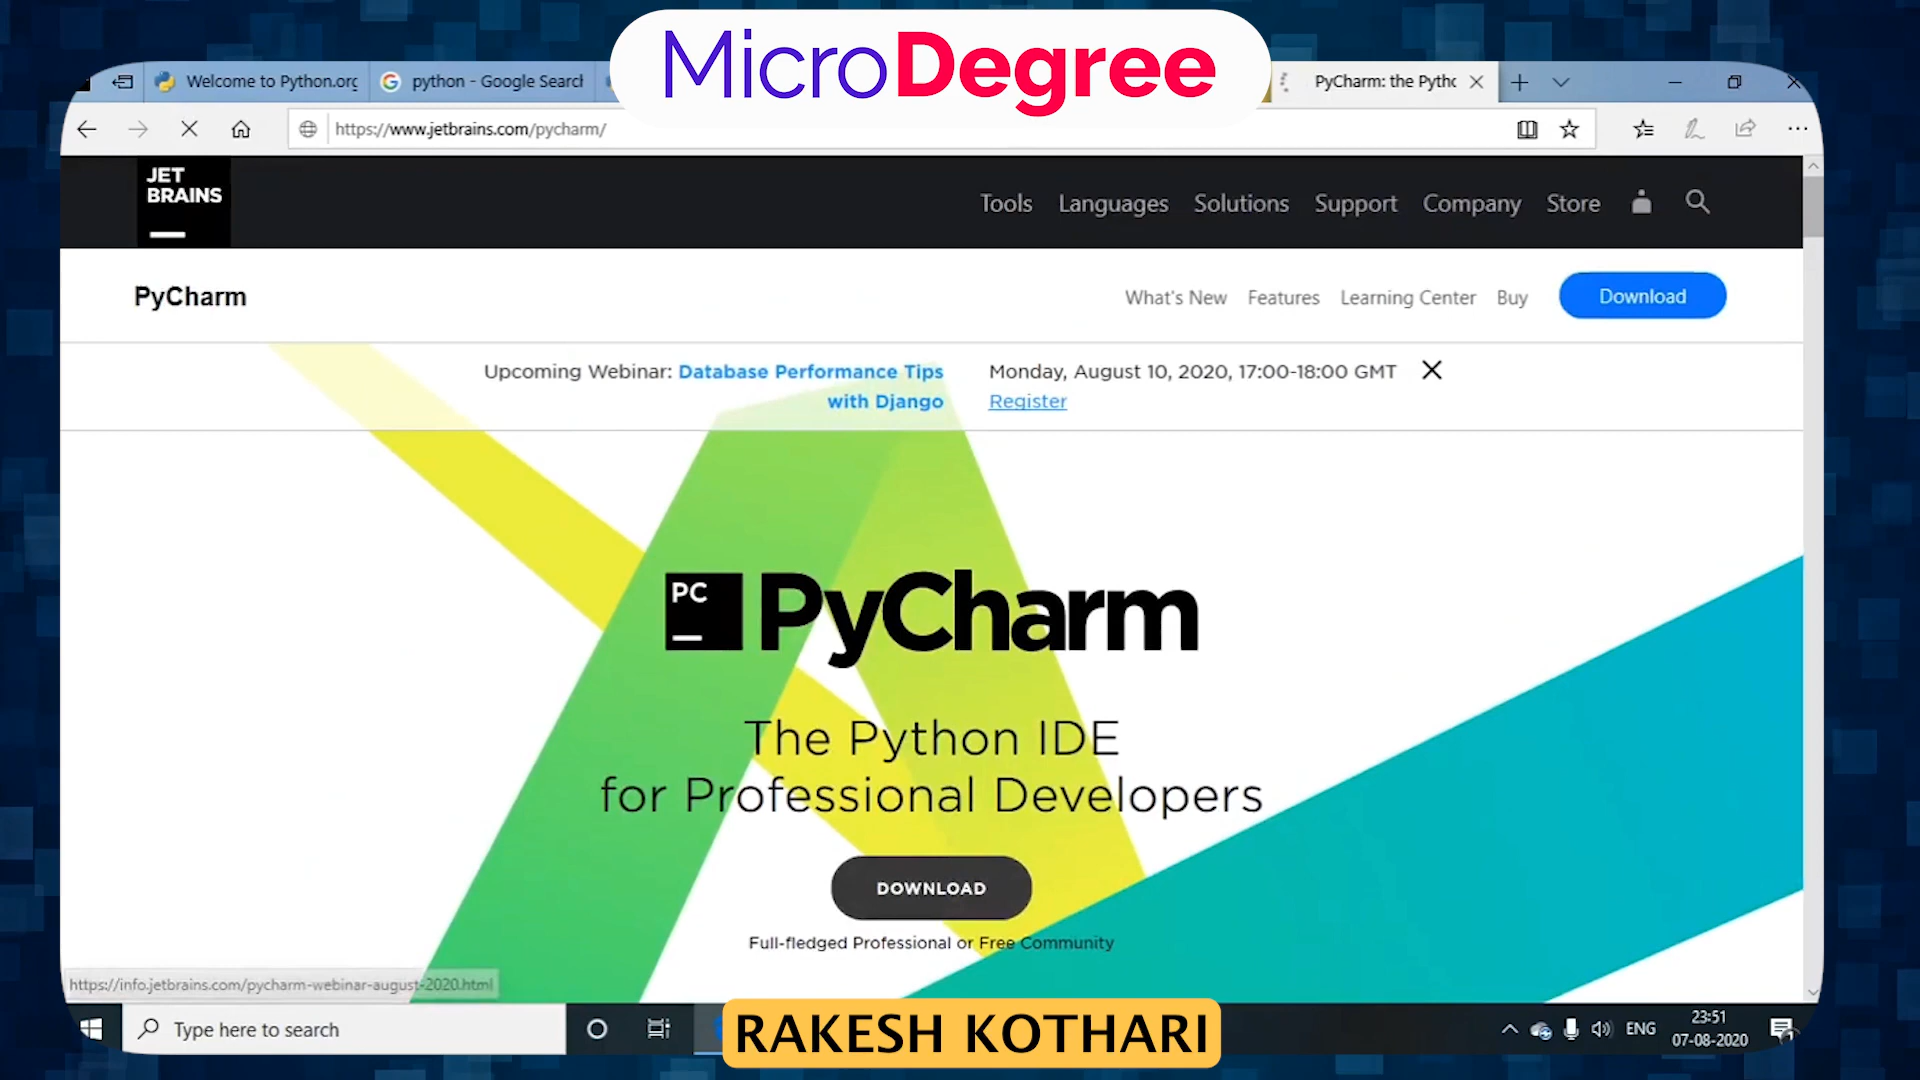 MicroDegree
Welcome to Python.org
python - Google Search
PyCharm: the Pytho
https://www.jetbrains.com/pycharm/
JET
BRAINS
Tools Languages Solutions Support Company Store
PyCharm
What's New Features Learning Center Buy Download
Upcoming Webinar: Database Performance Tips
with Django
Monday, August 10, 2020, 17:00-18:00 GMT
Register
PC
PyCharm
The Python IDE
for Professional Developers
DOWNLOAD
Full-fledged Professional or Free Community
https://info.jetbrains.com/pycharm-webinar-august-2020.html
Type here to search
RAKESH KOTHARI
ENG
23:51
07-08-2020